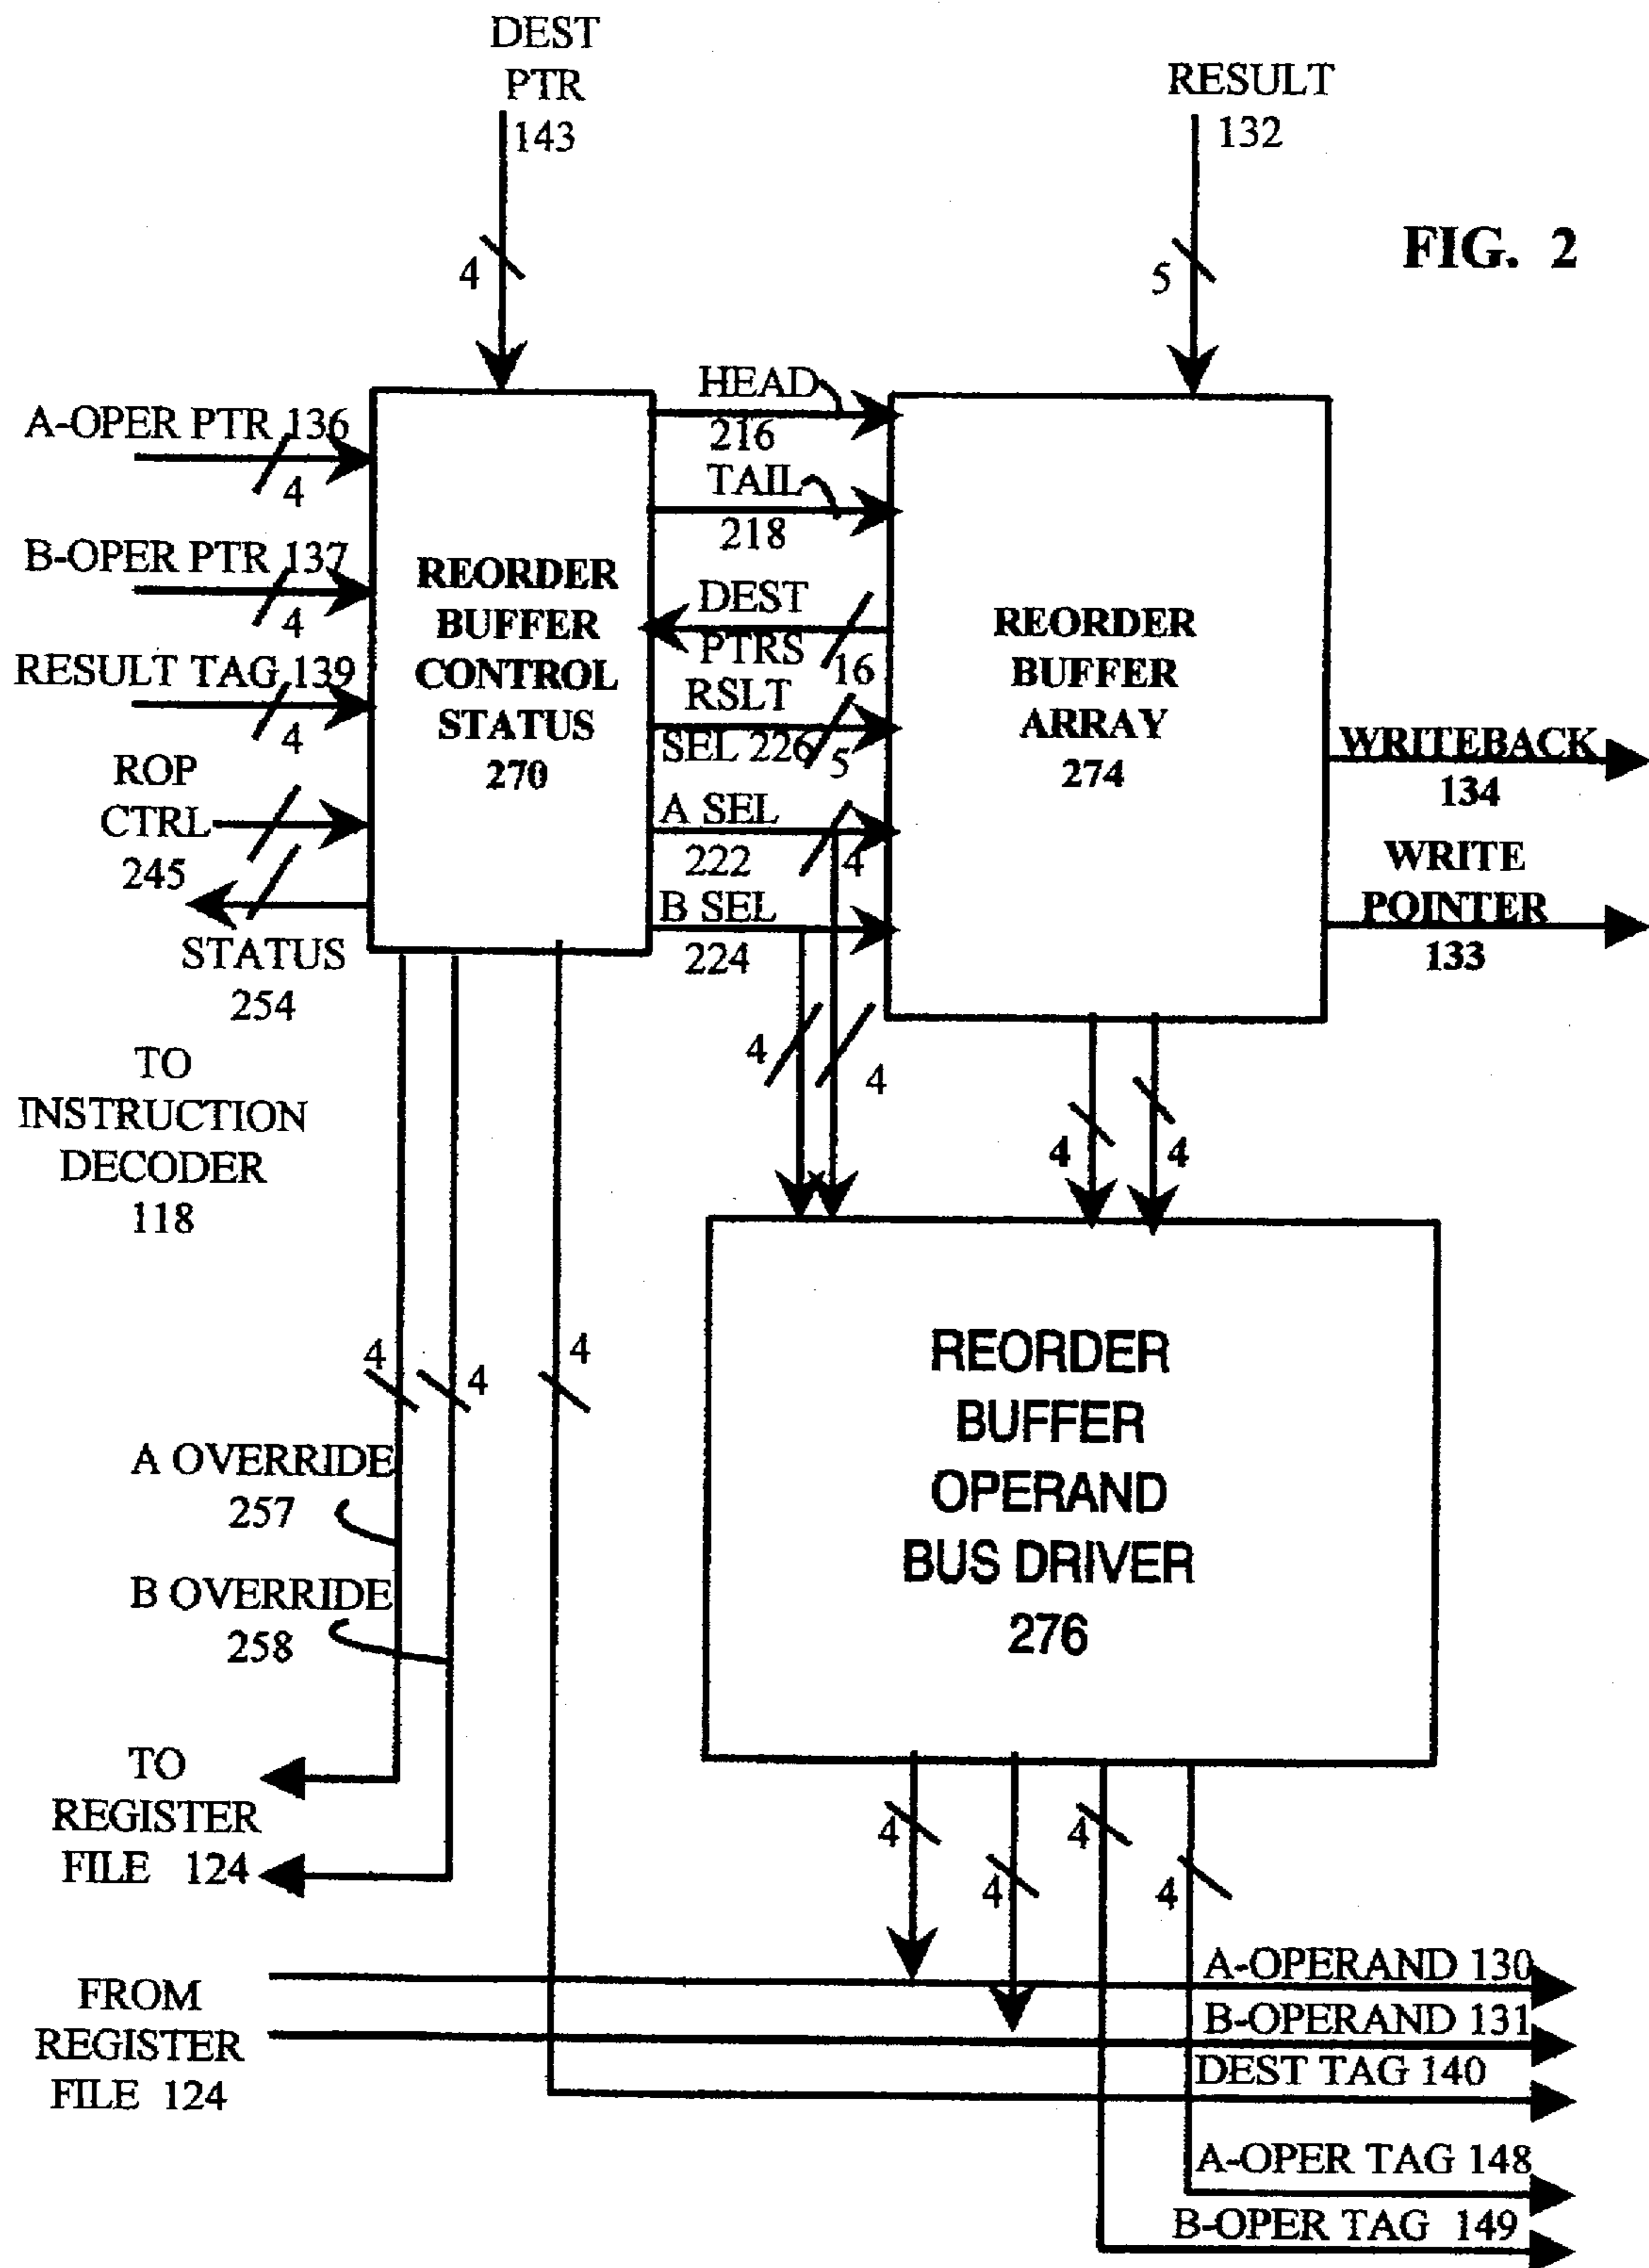 DEST
PTR
143
RESULT
132
FIG. 2
4
5
A-OPER PTR 136
4
B-OPER PTR 137
4
RESULT TAG 139
4
ROP
CTRL
245
STATUS
254
TO
INSTRUCTION
DECODER
118
REORDER
BUFFER
CONTROL
STATUS
270
HEAD
216
TAIL
218
DEST
PTRS
16
RSLT
SEL 226
5
A SEL
222
4
B SEL
224
REORDER
BUFFER
ARRAY
274
WRITEBACK
134
WRITE
POINTER
133
4
4
4
4
4
4
4
REORDER
BUFFER
OPERAND
BUS DRIVER
276
A OVERRIDE
257
B OVERRIDE
258
TO
REGISTER
FILE 124
4
4
4
4
FROM
REGISTER
FILE 124
A-OPERAND 130
B-OPERAND 131
DEST TAG 140
A-OPER TAG 148
B-OPER TAG 149